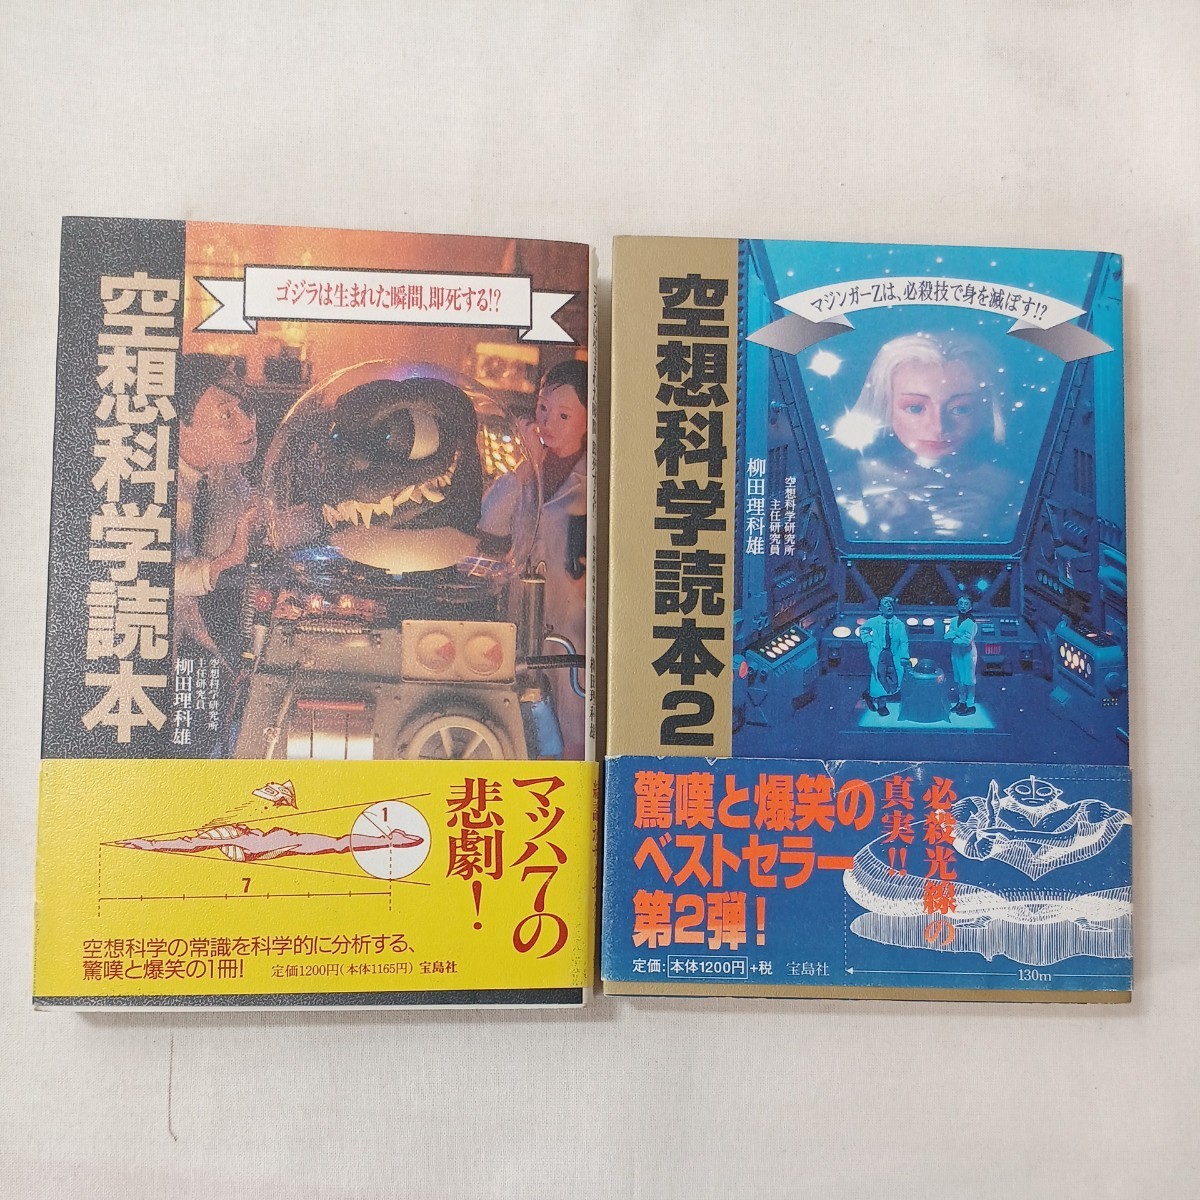 ゴジラは生まれた瞬間、即死する!?
空想科学読本
空想科学研究所
主任研究員
柳田理科雄
マッハ7の
悲劇!
1
7
空想科学の常識を科学的に分析する、
驚嘆と爆笑の1冊!
定価1200円(本体1165円) 宝島社
マジンガーZは、必殺技で身を滅ぼす!?
空想科学読本2
空想科学研究所
主任研究員
柳田理科雄
驚嘆と爆笑の
ベストセラー
第2弾!
必殺光線の
真実!!
定価:本体1200円+税 宝島社
130m